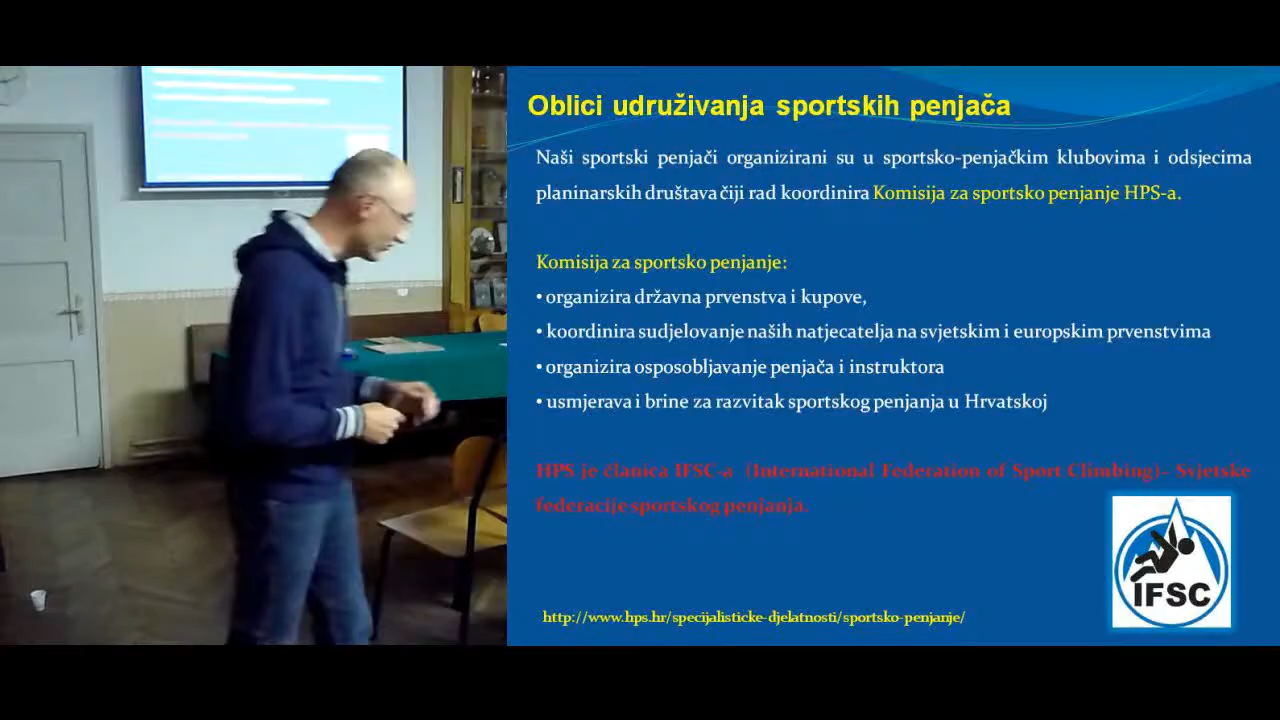 Oblici udruživanja sportskih penjača
Naši sportski penjači organizirani su u sportsko-penjačkim klubovima i odsjecima
planinarskih društava čiji rad koordinira Komisija za sportsko penjanje HPS-a.
Komisija za sportsko penjanje:
• organizira državna prvenstva i kupove,
• koordinira sudjelovanje naših natjecatelja na svjetskim i europskim prvenstvima
• organizira osposobljavanje penjača i instruktora
• usmjerava i brine za razvitak sportskog penjanja u Hrvatskoj
HPS je članica IFSC-a (International Federation of Sport Climbing)– Svjetske
federacije sportskog penjanja.
IFSC
http://www.hps.hr/specijalisticke-djelatnosti/sportsko-penjanje/